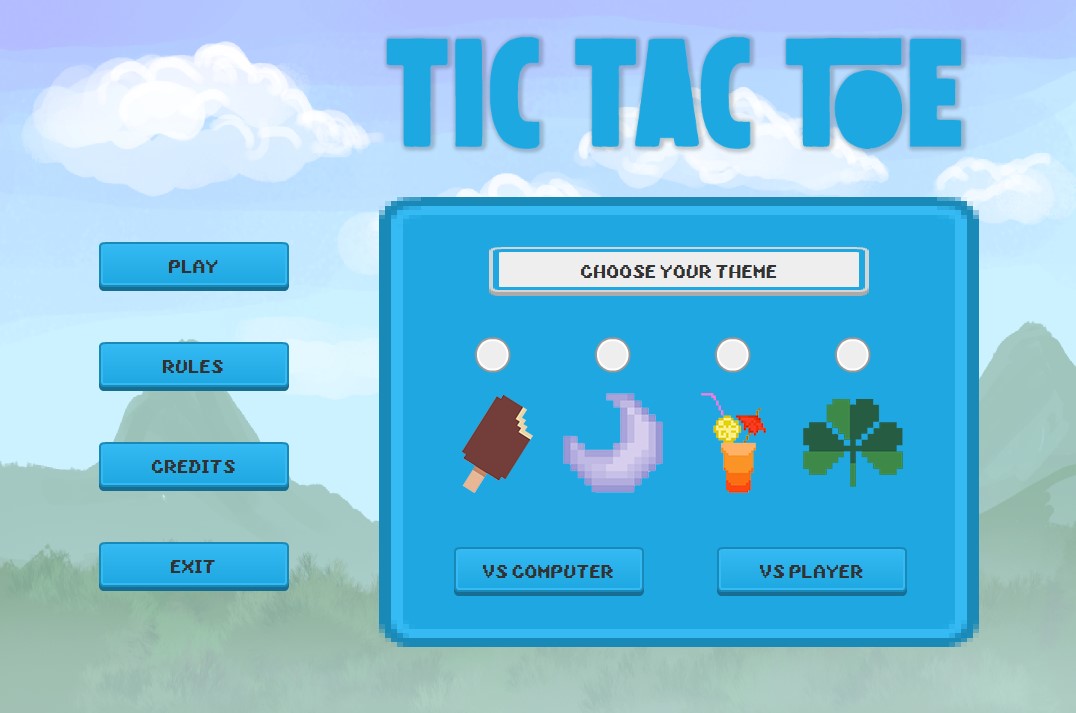 TIC TAC TOE
PLAY
RULES
CREDITS
EXIT
CHOOSE YOUR THEME
VS COMPUTER
VS PLAYER